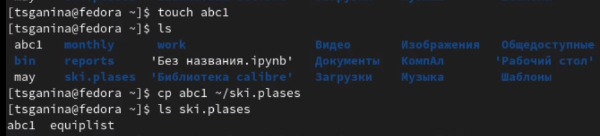 [tsganina@fedora ~]$ touch abc1
[tsganina@fedora ~]$ ls
abc1 monthly work Видео Изображения Общедоступные
bin reports 'Без названия.ipynb' Документы КомпАл 'Рабочий стол'
may ski.plases 'Библиотека calibre' Загрузки Музыка Шаблоны
[tsganina@fedora ~]$ cp abc1 ~/ski.plases
[tsganina@fedora ~]$ ls ski.plases
abc1 equiplist